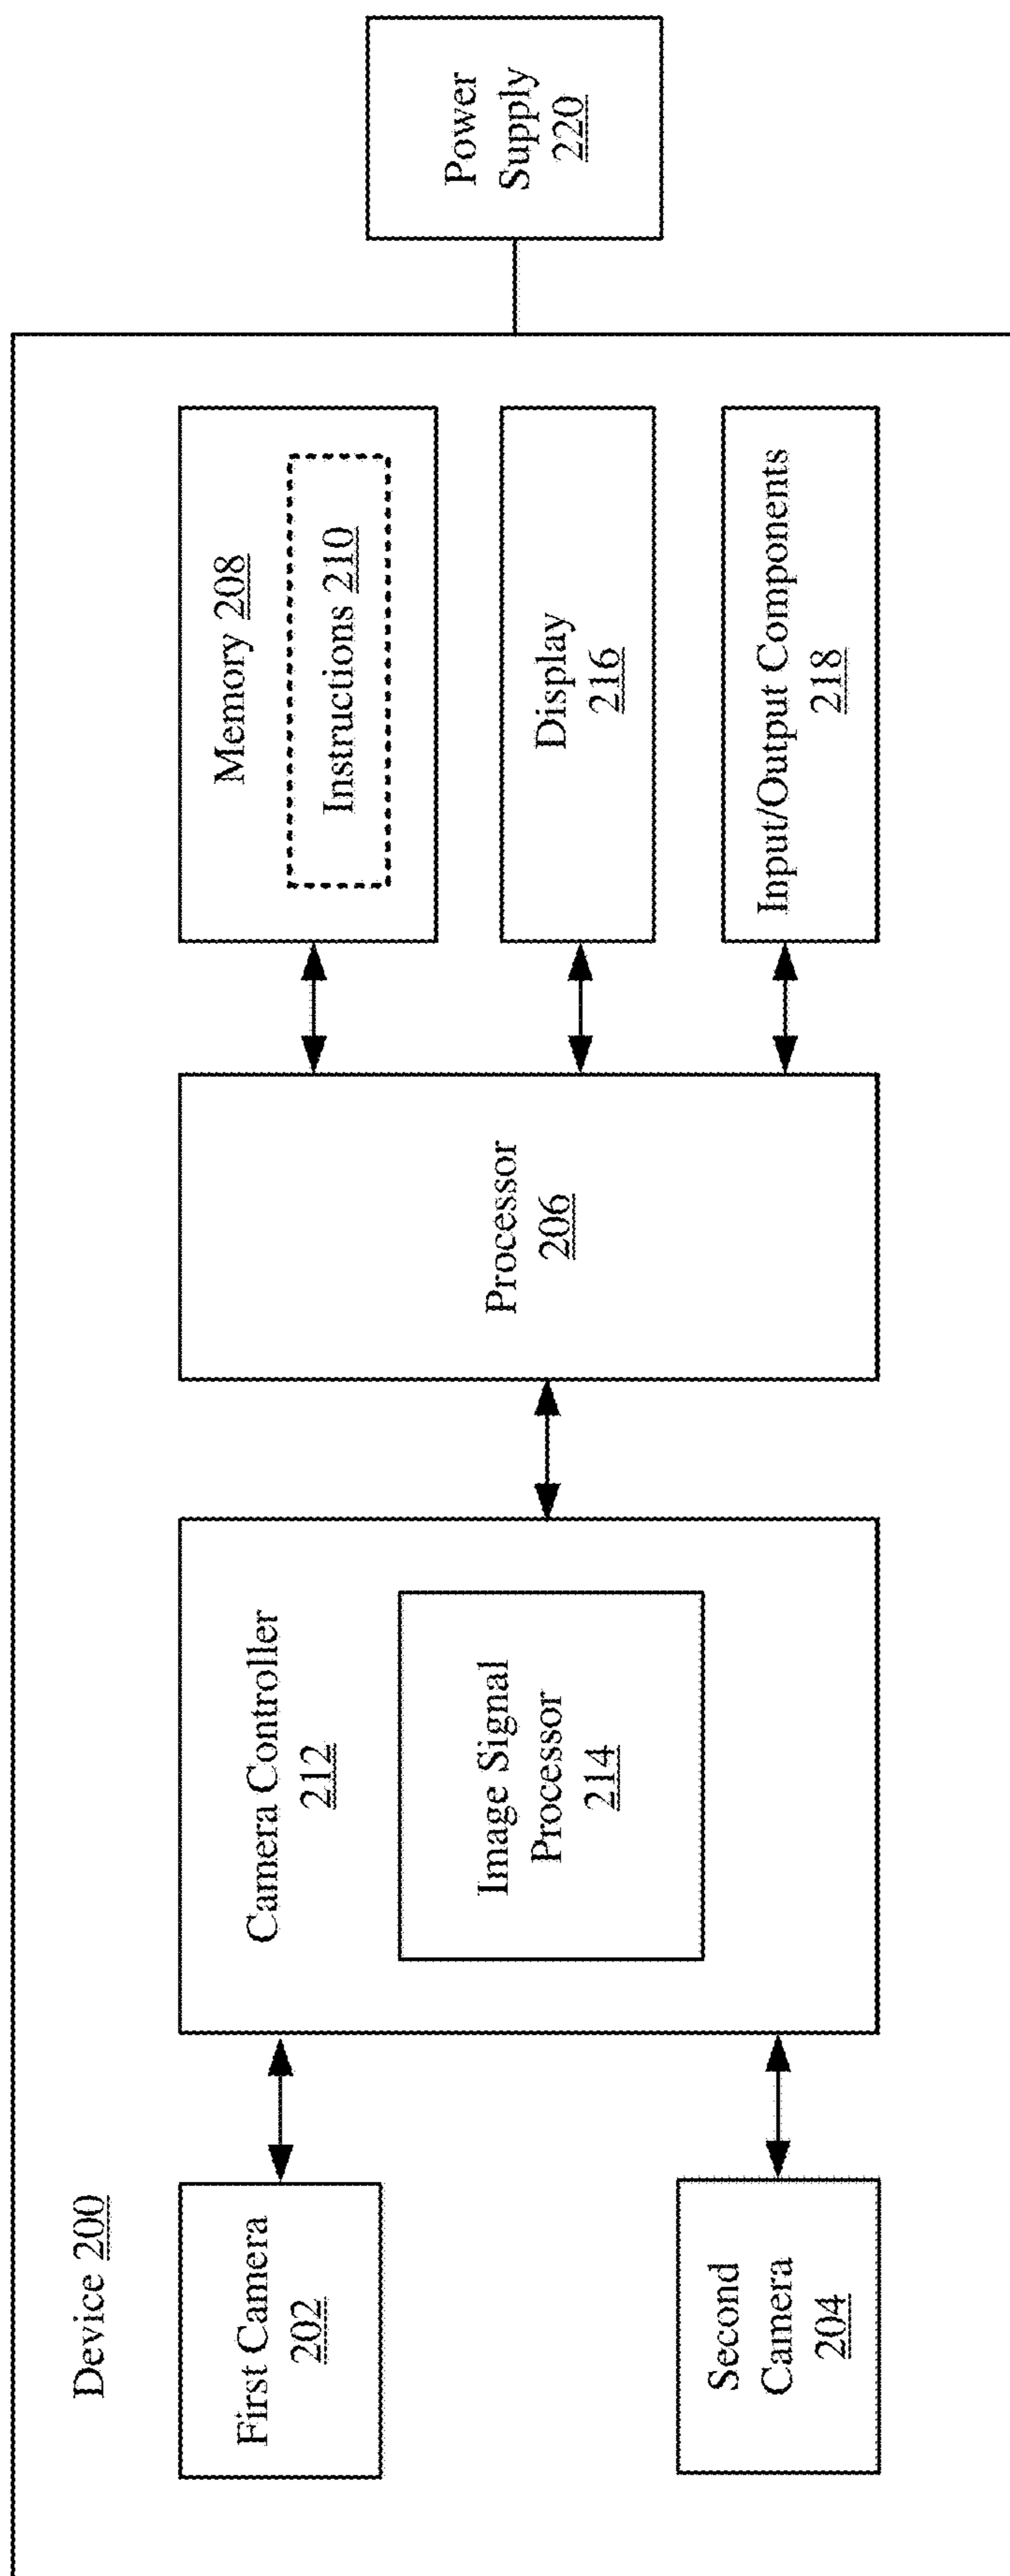 Device 200
First Camera
202
Second
Camera
204
Camera Controller
212
Image Signal
Processor
214
Processor
206
Memory 208
Instructions 210
Display
216
Input/Output Components
218
Power
Supply
220